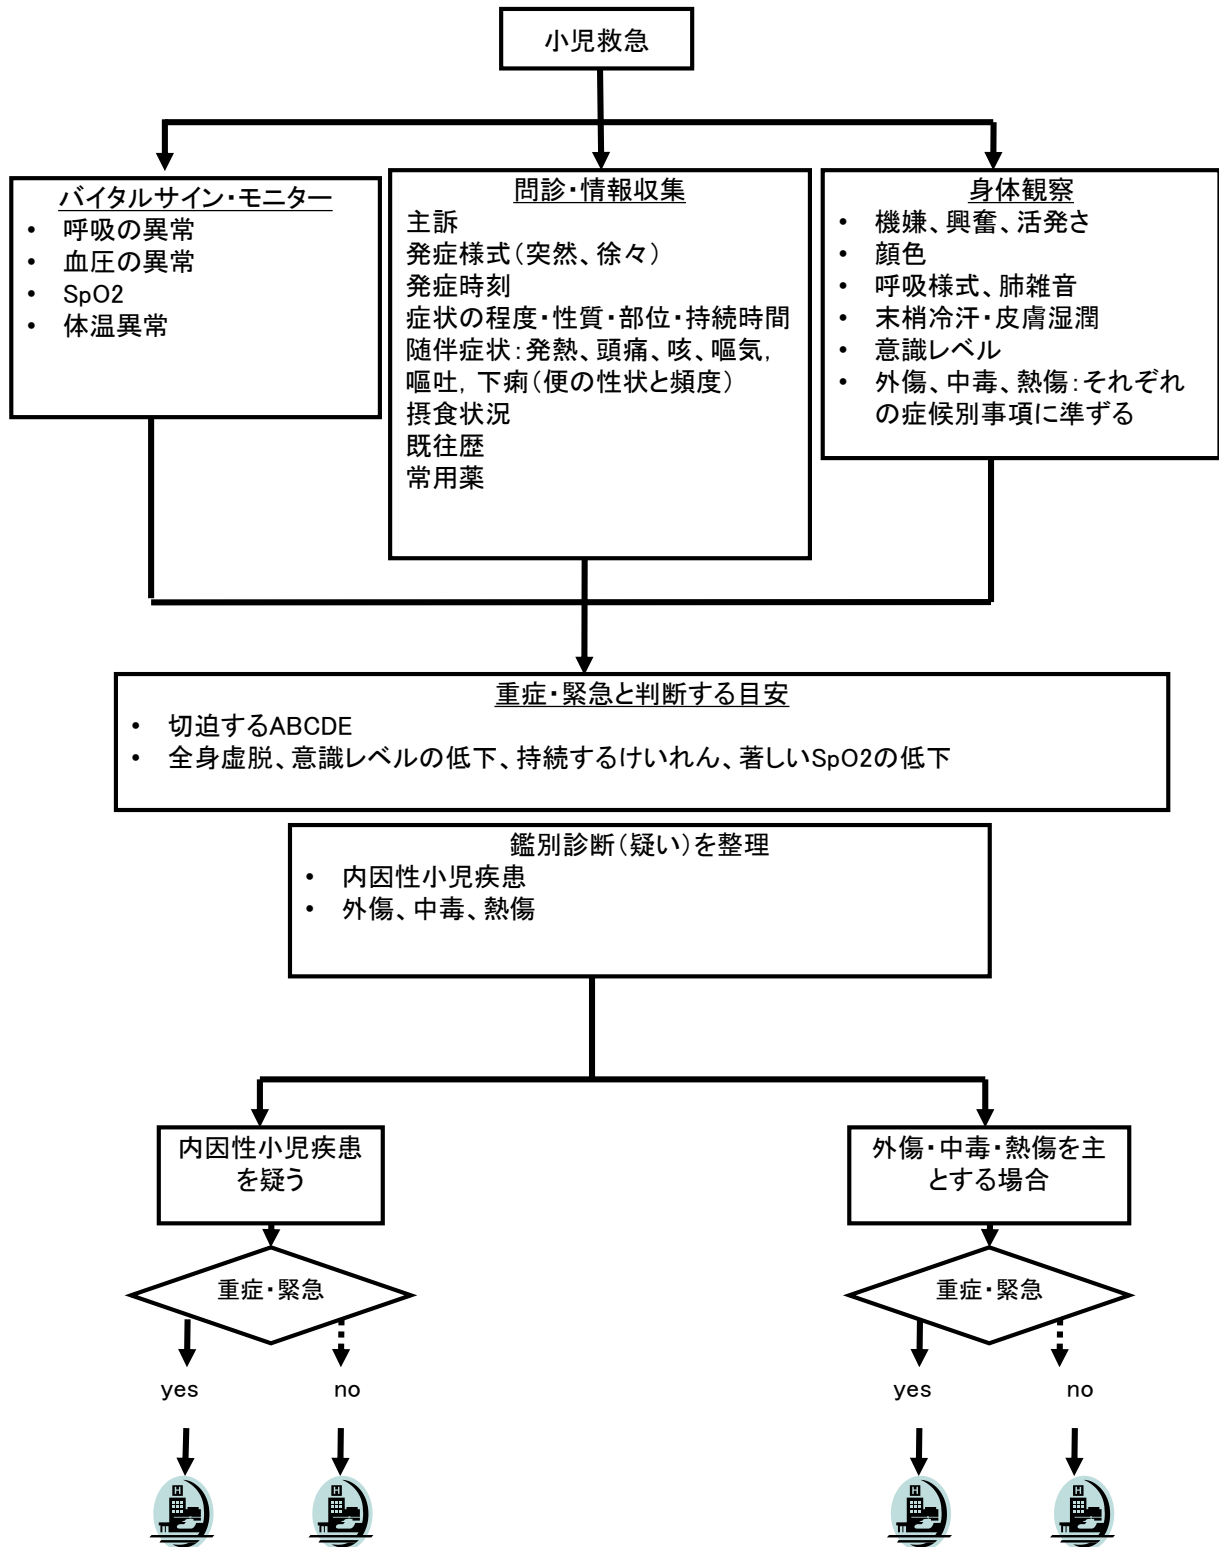 小児救急
バイタルサイン・モニター
• 呼吸の異常
• 血圧の異常
• SpO2
• 体温異常
問診・情報収集
主訴
発症様式（突然、徐々）
発症時刻
症状の程度・性質・部位・持続時間
随伴症状：発熱、頭痛、咳、嘔気，
嘔吐，下痢（便の性状と頻度）
摂食状況
既往歴
常用薬
身体観察
• 機嫌、興奮、活発さ
• 顔色
• 呼吸様式、肺雑音
• 末梢冷汗・皮膚湿潤
• 意識レベル
• 外傷、中毒、熱傷：それぞれ
の症候別事項に準ずる
重症・緊急と判断する目安
• 切迫するABCDE
• 全身虚脱、意識レベルの低下、持続するけいれん、著しいSpO2の低下
鑑別診断（疑い）を整理
• 内因性小児疾患
• 外傷、中毒、熱傷
内因性小児疾患
を疑う
外傷・中毒・熱傷を主
とする場合
重症・緊急
重症・緊急
yes
no
yes
no
H
H
H
H